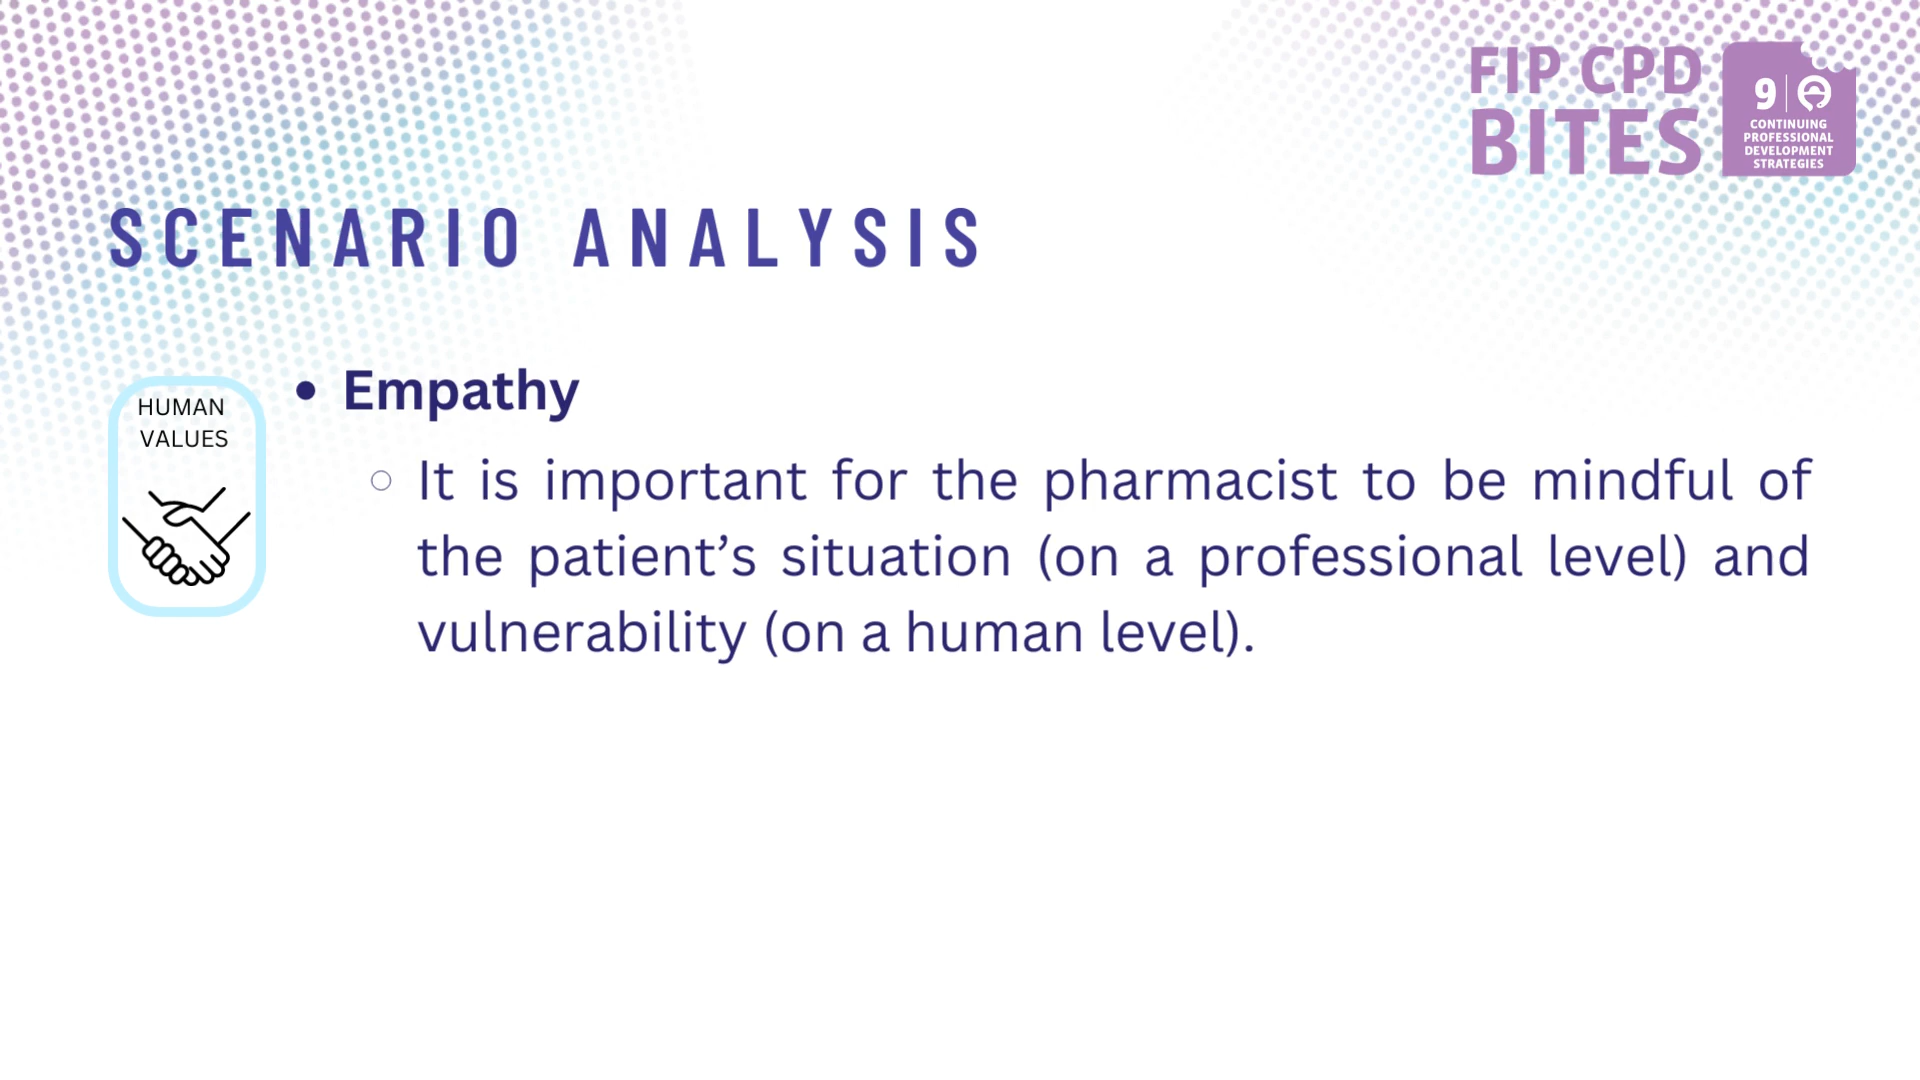 FIP CPD
BITES
9
CONTINUING
PROFESSIONAL
DEVELOPMENT
STRATEGIES
SCENARIO ANALYSIS
HUMAN
VALUES
• Empathy
○ It is important for the pharmacist to be mindful of
the patient’s situation (on a professional level) and
vulnerability (on a human level).